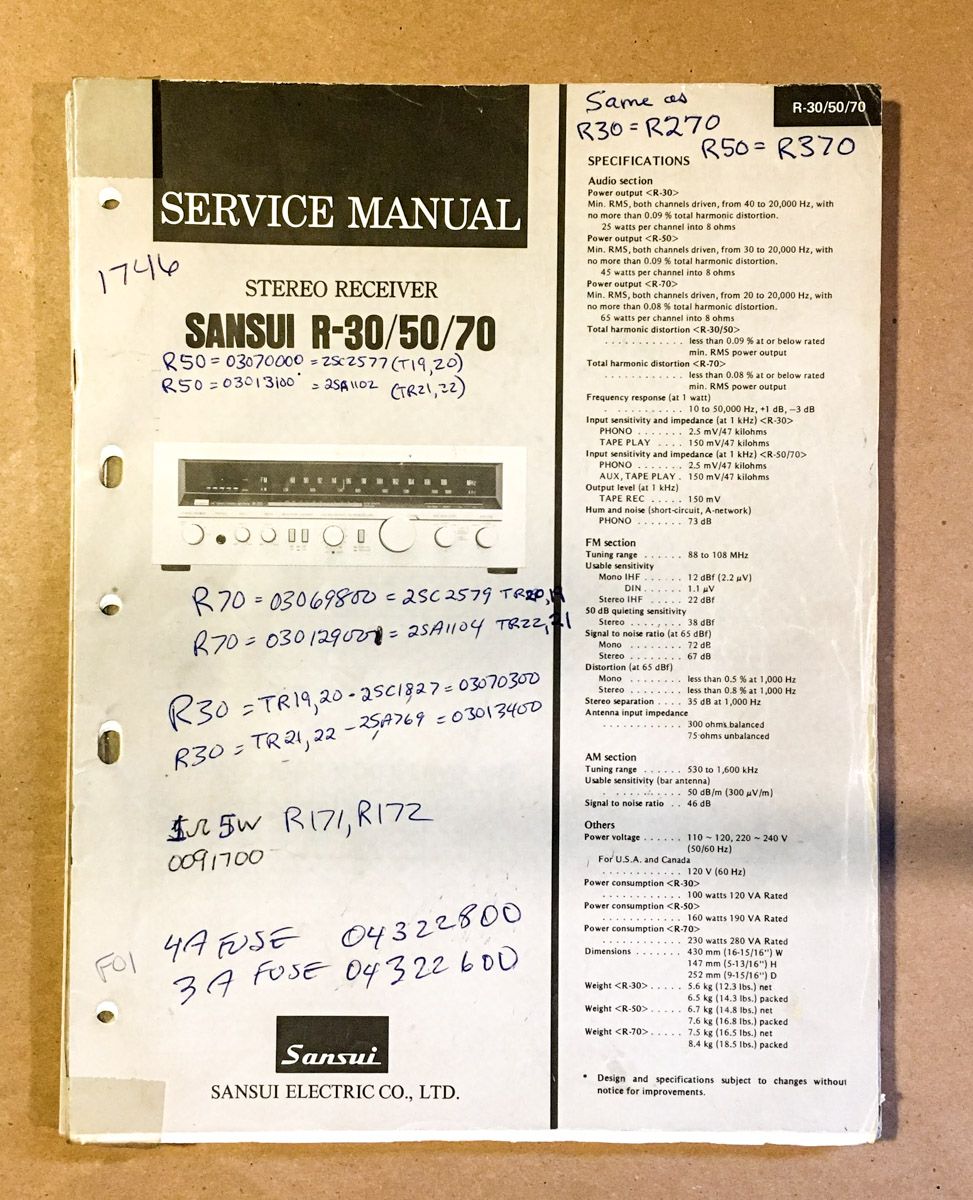 SERVICE MANUAL
1746
STEREO RECEIVER
SANSUI R-30/50/70
R50 = 03070000 = 2SC2577 (T19,20)
R50 = 03013100 = 2SA1102 (TR21,22)
R70 = 03069800 = 2SC2579 TR20,19
R70 = 03012900 = 2SA1104 TR22,21
R30 = TR19,20 - 2SC1827 = 03070300
R30 = TR21,22 - 2SA769 = 03013400
5W R171, R172
0091700
4A FUSE 04322800
F01
3A FUSE 04322600
Sansui
SANSUI ELECTRIC CO., LTD.
Same as
R30 = R270
R50 = R370
R-30/50/70
SPECIFICATIONS
Audio section
Power output <R-30>
Min. RMS, both channels driven, from 40 to 20,000 Hz, with
no more than 0.09 % total harmonic distortion.
25 watts per channel into 8 ohms
Power output <R-50>
Min. RMS, both channels driven, from 30 to 20,000 Hz, with
no more than 0.09 % total harmonic distortion.
45 watts per channel into 8 ohms
Power output <R-70>
Min. RMS, both channels driven, from 20 to 20,000 Hz, with
no more than 0.08 % total harmonic distortion.
65 watts per channel into 8 ohms
Total harmonic distortion <R-30/50>
. . . . . . . . . . . . less than 0.09 % at or below rated
min. RMS power output
Total harmonic distortion <R-70>
. . . . . . . . . . . . less than 0.08 % at or below rated
min. RMS power output
Frequency response (at 1 watt)
. . . . . . . . . . . 10 to 50,000 Hz, +1 dB, −3 dB
Input sensitivity and impedance (at 1 kHz) <R-30>
PHONO . . . . . . . 2.5 mV/47 kilohms
TAPE PLAY . . . . 150 mV/47 kilohms
Input sensitivity and impedance (at 1 kHz) <R-50/70>
PHONO . . . . . . . 2.5 mV/47 kilohms
AUX, TAPE PLAY . 150 mV/47 kilohms
Output level (at 1 kHz)
TAPE REC . . . . . 150 mV
Hum and noise (short-circuit, A-network)
PHONO . . . . . . . 73 dB
FM section
Tuning range . . . . . . 88 to 108 MHz
Usable sensitivity
Mono IHF . . . . . . 12 dBf (2.2 μV)
DIN . . . . . 1.1 μV
Stereo IHF . . . . . 22 dBf
50 dB quieting sensitivity
Stereo . . . . . . . . 38 dBf
Signal to noise ratio (at 65 dBf)
Mono . . . . . . . . 72 dB
Stereo . . . . . . . . 67 dB
Distortion (at 65 dBf)
Mono . . . . . . . . less than 0.5 % at 1,000 Hz
Stereo . . . . . . . . less than 0.8 % at 1,000 Hz
Stereo separation . . . . 35 dB at 1,000 Hz
Antenna input impedance
. . . . . . . . . . . . 300 ohms balanced
75 ohms unbalanced
AM section
Tuning range . . . . . . 530 to 1,600 kHz
Usable sensitivity (bar antenna)
. . . . . . . . . . . . 50 dB/m (300 μV/m)
Signal to noise ratio . . 46 dB
Others
Power voltage . . . . . . 110 ~ 120, 220 ~ 240 V
(50/60 Hz)
For U.S.A. and Canada
. . . . . . . . . . . . 120 V (60 Hz)
Power consumption <R-30>
. . . . . . . . . . . . 100 watts 120 VA Rated
Power consumption <R-50>
. . . . . . . . . . . . 160 watts 190 VA Rated
Power consumption <R-70>
. . . . . . . . . . . . 230 watts 280 VA Rated
Dimensions . . . . . . . 430 mm (16-15/16") W
147 mm (5-13/16") H
252 mm (9-15/16") D
Weight <R-30> . . . . . 5.6 kg (12.3 lbs.) net
6.5 kg (14.3 lbs.) packed
Weight <R-50> . . . . . 6.7 kg (14.8 lbs.) net
7.6 kg (16.8 lbs.) packed
Weight <R-70> . . . . . 7.5 kg (16.5 lbs.) net
8.4 kg (18.5 lbs.) packed
* Design and specifications subject to changes without
notice for improvements.